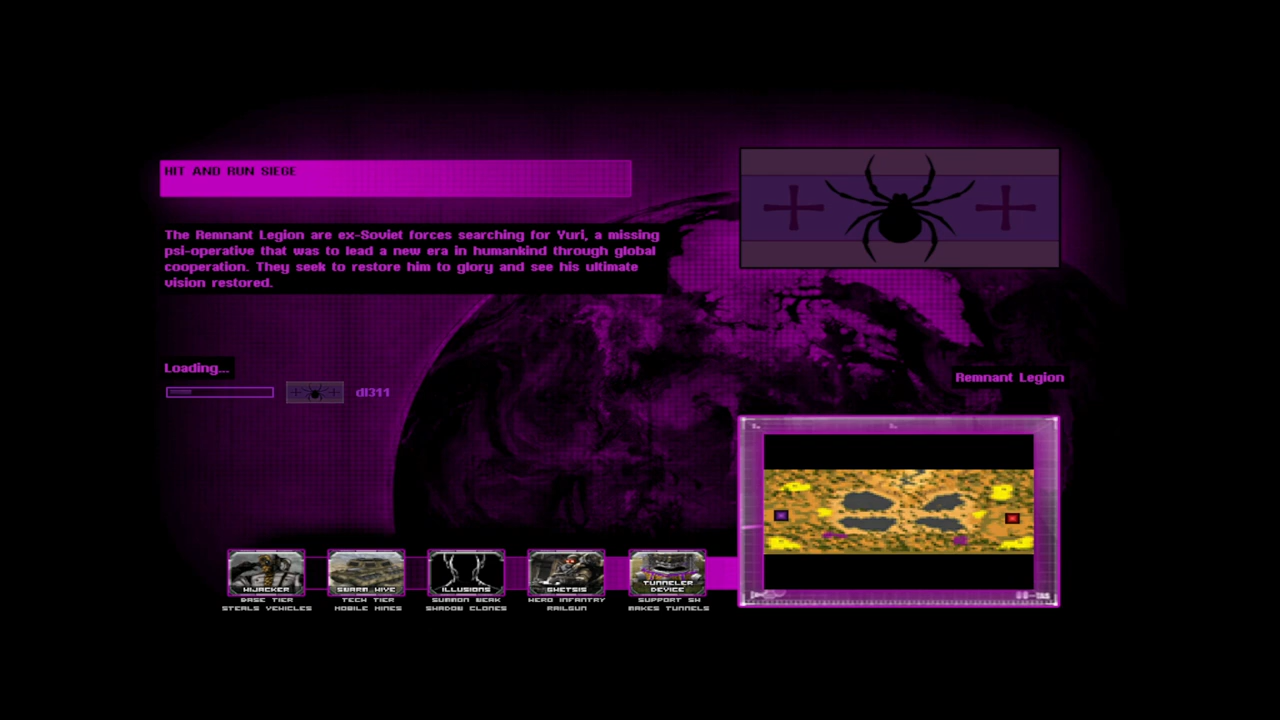 HIT AND RUN SIEGE
The Remnant Legion are ex-Soviet forces searching for Yuri, a missing
psi-operative that was to lead a new era in humankind through global
cooperation. They seek to restore him to glory and see his ultimate
vision restored.
Loading...
dl311
Remnant Legion
HIJACKER
BASE TIER
STEALS VEHICLES
SWARM HIVE
TECH TIER
MOBILE MINES
ILLUSIONS
SUMMON WEAK
SHADOW CLONES
SHETSIS
HERO INFANTRY
RAILGUN
TUNNELER
DEVICE
SUPPORT SW
MAKES TUNNELS